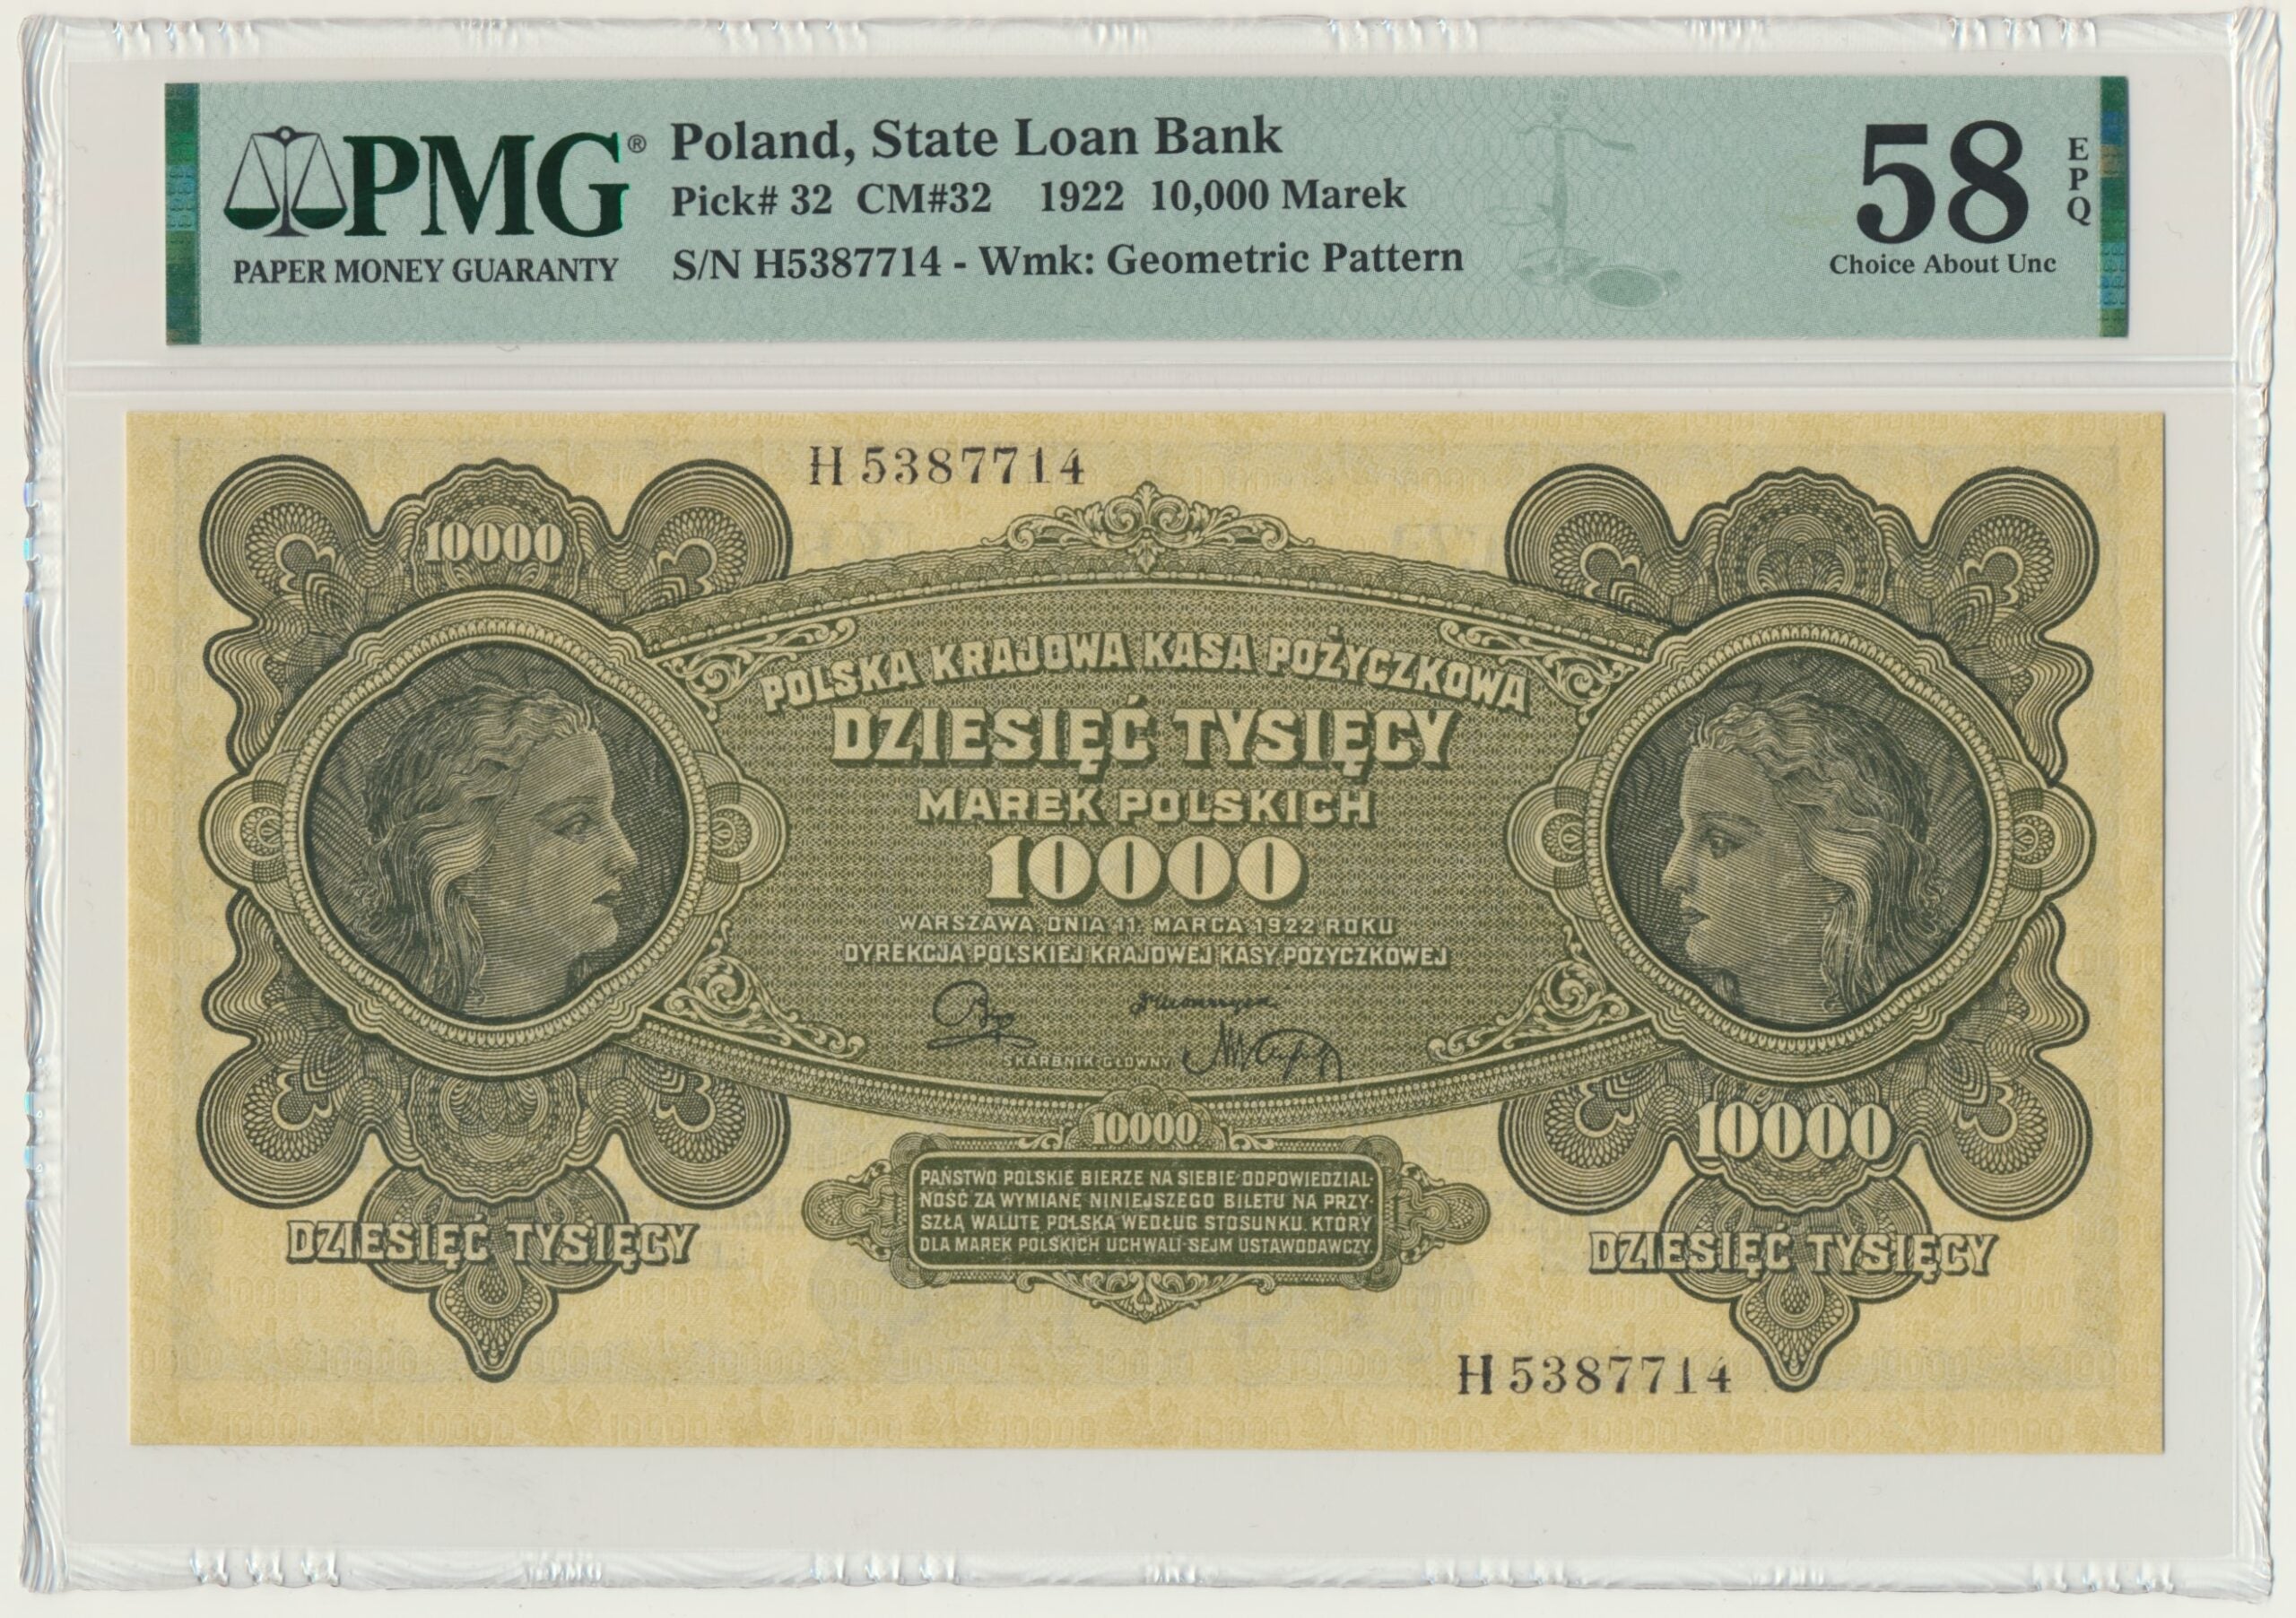 PMG®
PAPER MONEY GUARANTY
Poland, State Loan Bank
Pick# 32 CM#32 1922 10,000 Marek
S/N H5387714 - Wmk: Geometric Pattern
58
EPQ
Choice About Unc
H 5387714
10000
POLSKA KRAJOWA KASA POŻYCZKOWA
DZIESIĘĆ TYSIĘCY
MAREK POLSKICH
10000
WARSZAWA, DNIA 11. MARCA 1922 ROKU
DYREKCJA POLSKIEJ KRAJOWEJ KASY POŻYCZKOWEJ
SKARBNIK GŁÓWNY
10000
10000
PAŃSTWO POLSKIE BIERZE NA SIEBIE ODPOWIEDZIAL-
NOŚĆ ZA WYMIANĘ NINIEJSZEGO BILETU NA PRZY-
SZŁĄ WALUTĘ POLSKĄ WEDŁUG STOSUNKU, KTÓRY
DLA MAREK POLSKICH UCHWALI SEJM USTAWODAWCZY.
DZIESIĘĆ TYSIĘCY
DZIESIĘĆ TYSIĘCY
H 5387714
PMG